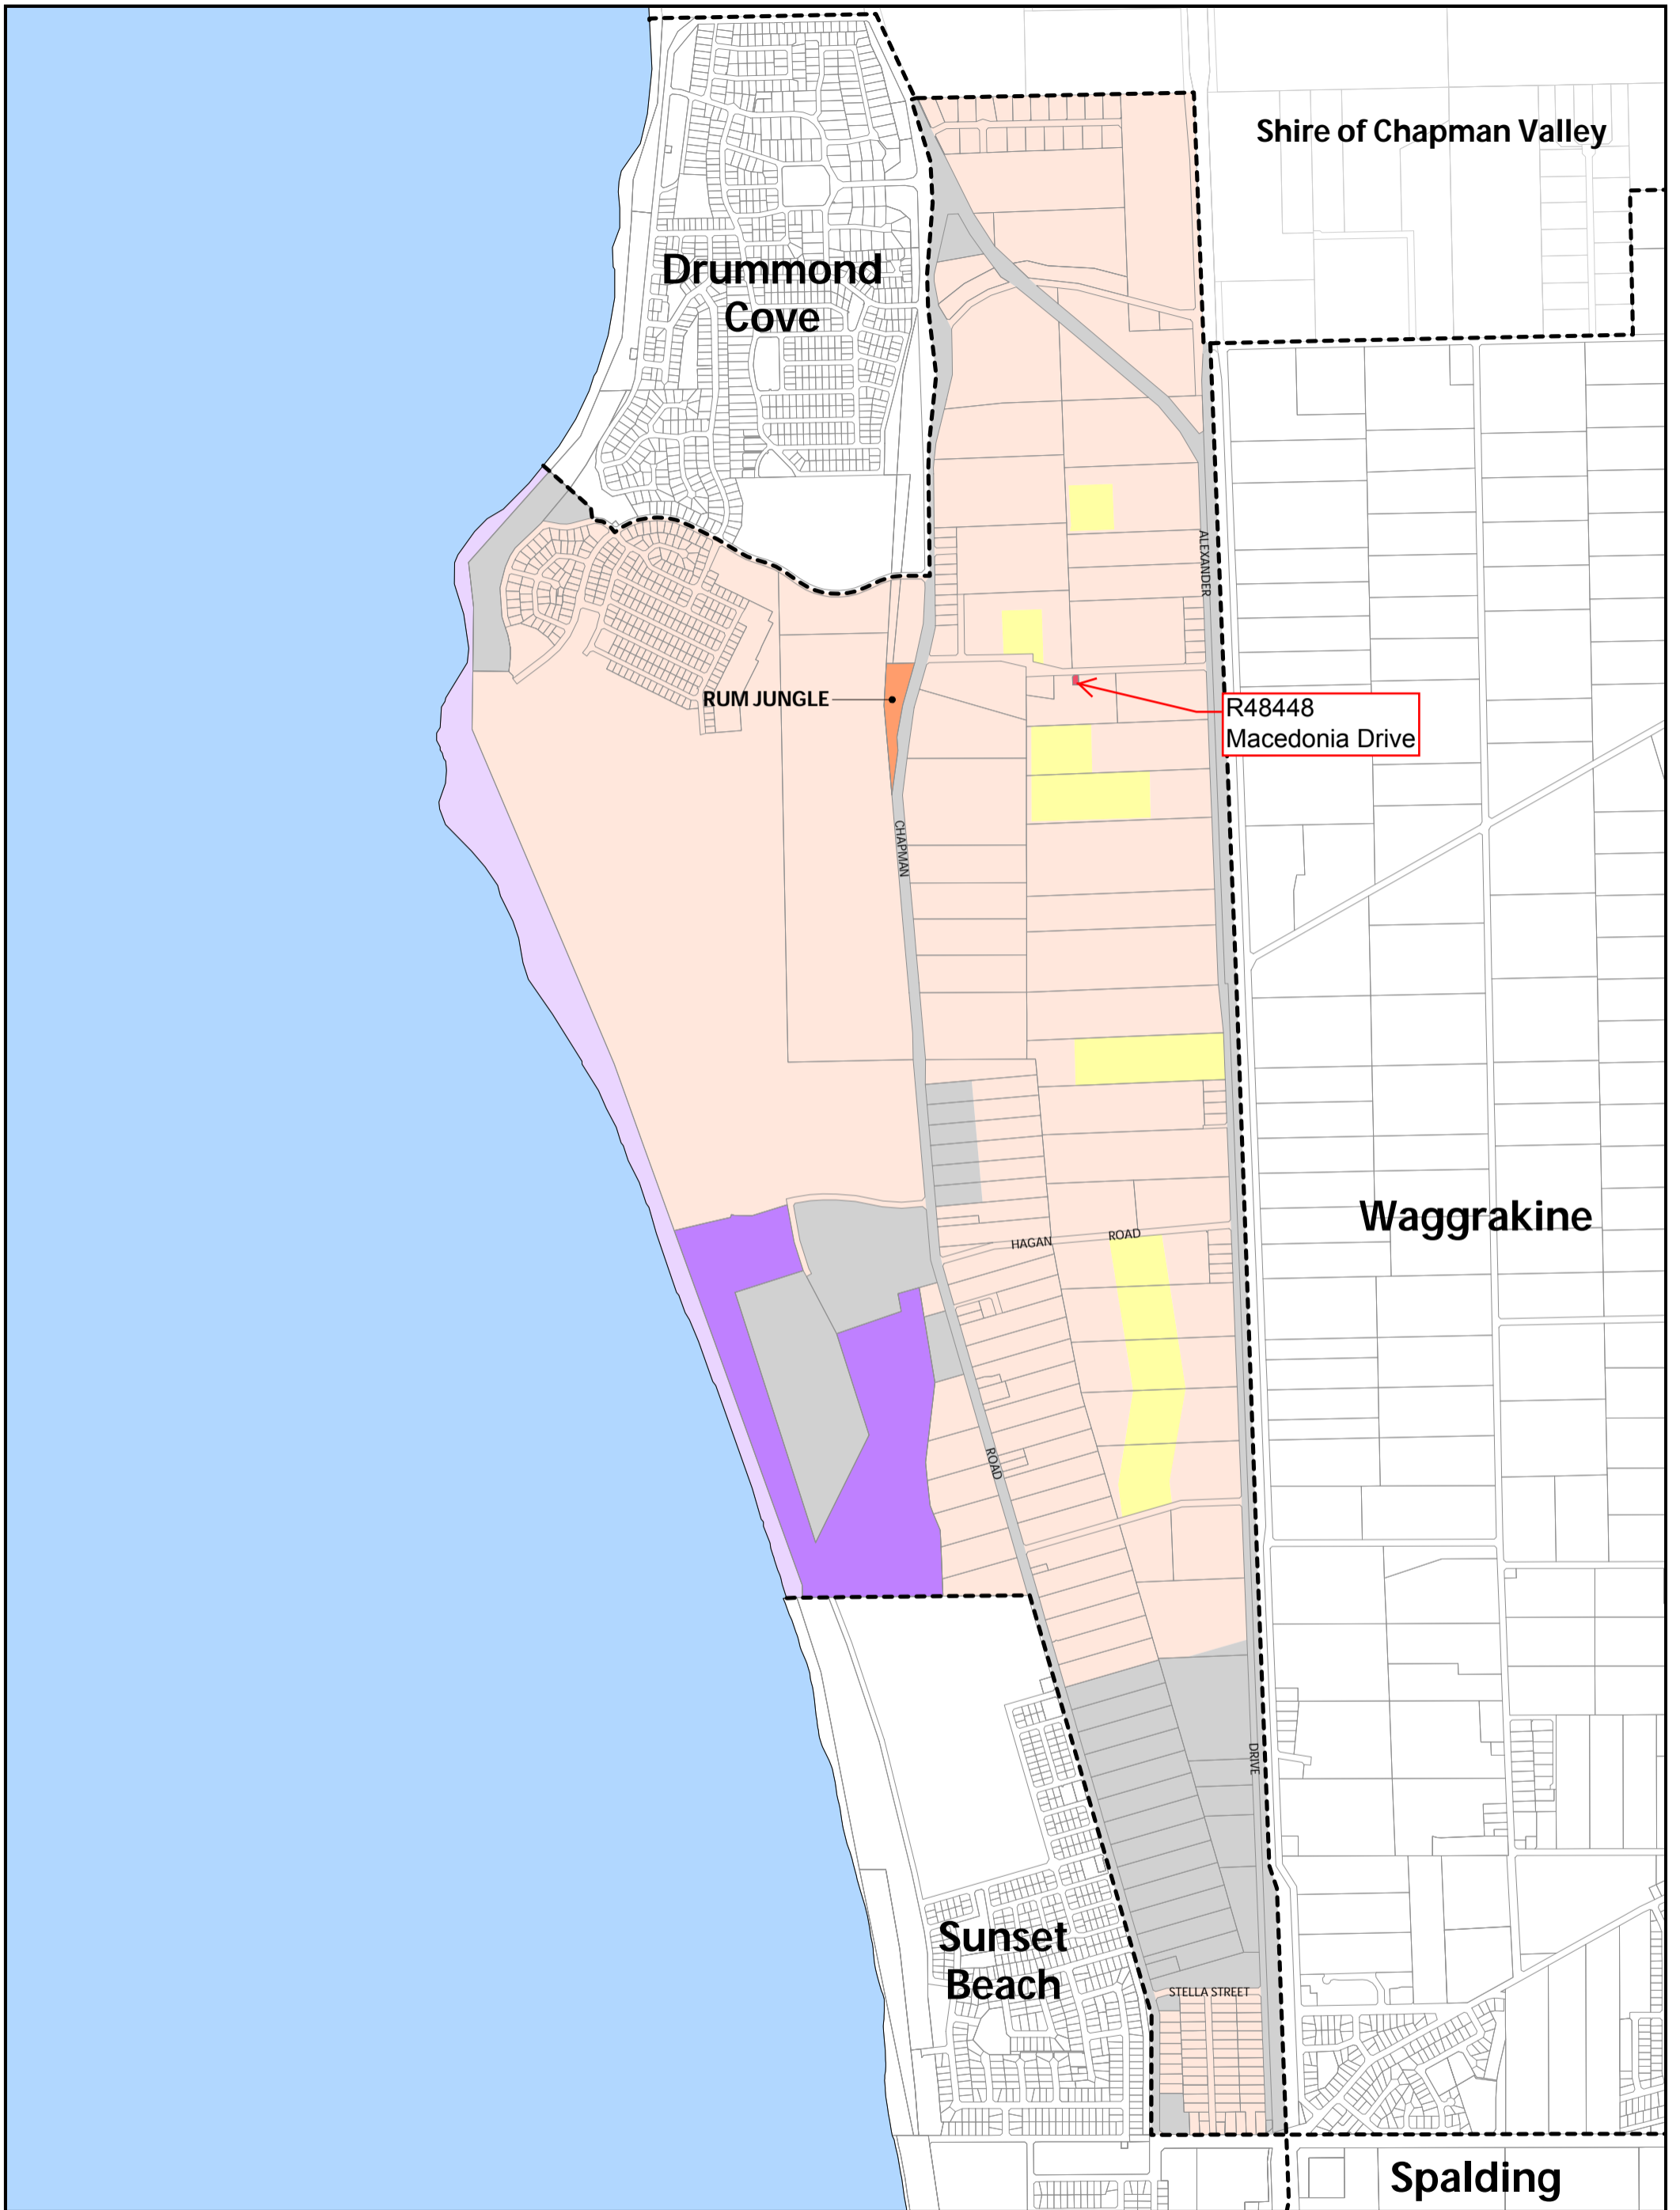 Shire of Chapman Valley
Drummond
Cove
ALEXANDER
RUM JUNGLE
R48448
Macedonia Drive
CHAPMAN
Waggrakine
HAGAN
ROAD
ROAD
DRIVE
Sunset
Beach
STELLA STREET
Spalding